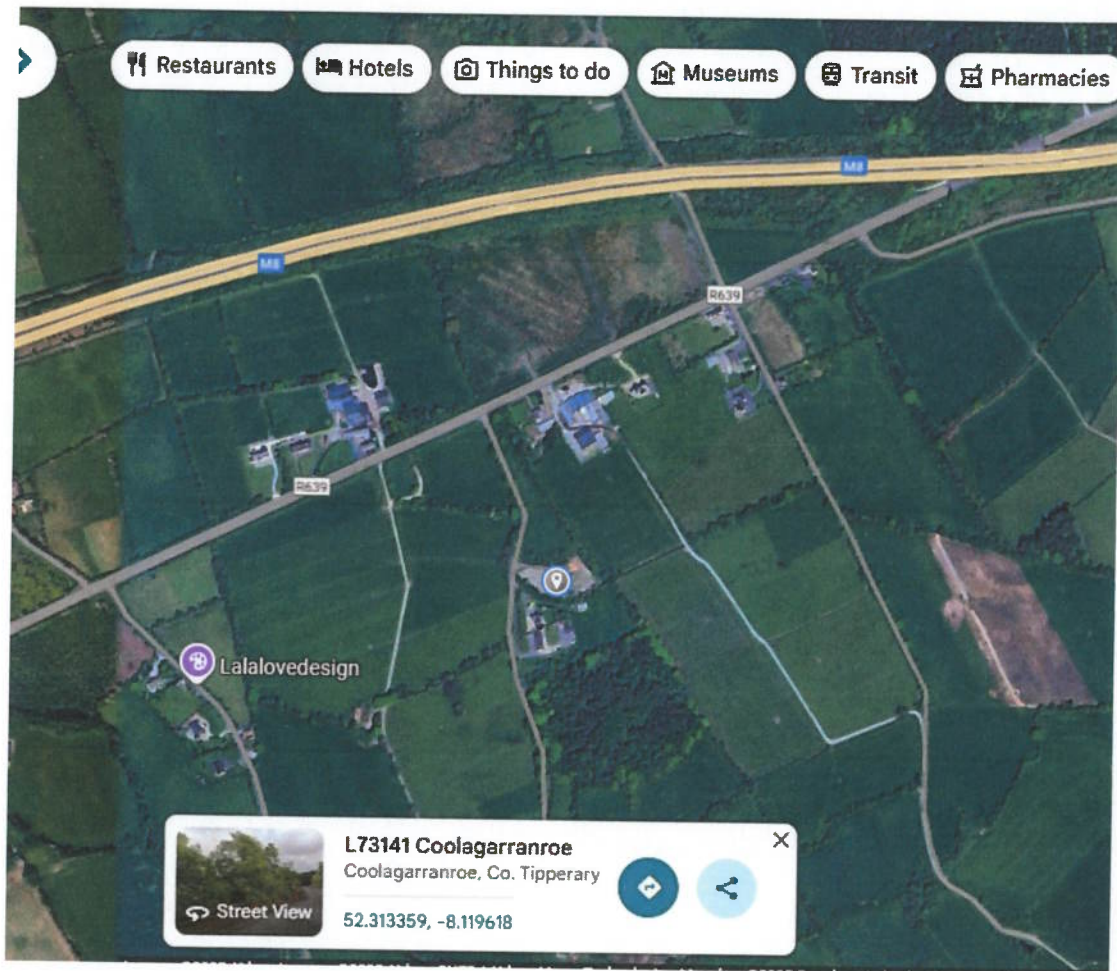 Restaurants
Hotels
Things to do
Museums
Transit
Pharmacies
M8
M8
R639
R639
Lalalovedesign
L73141 Coolagarranroe
Coolagarranroe, Co. Tipperary
Street View
52.313359, -8.119618